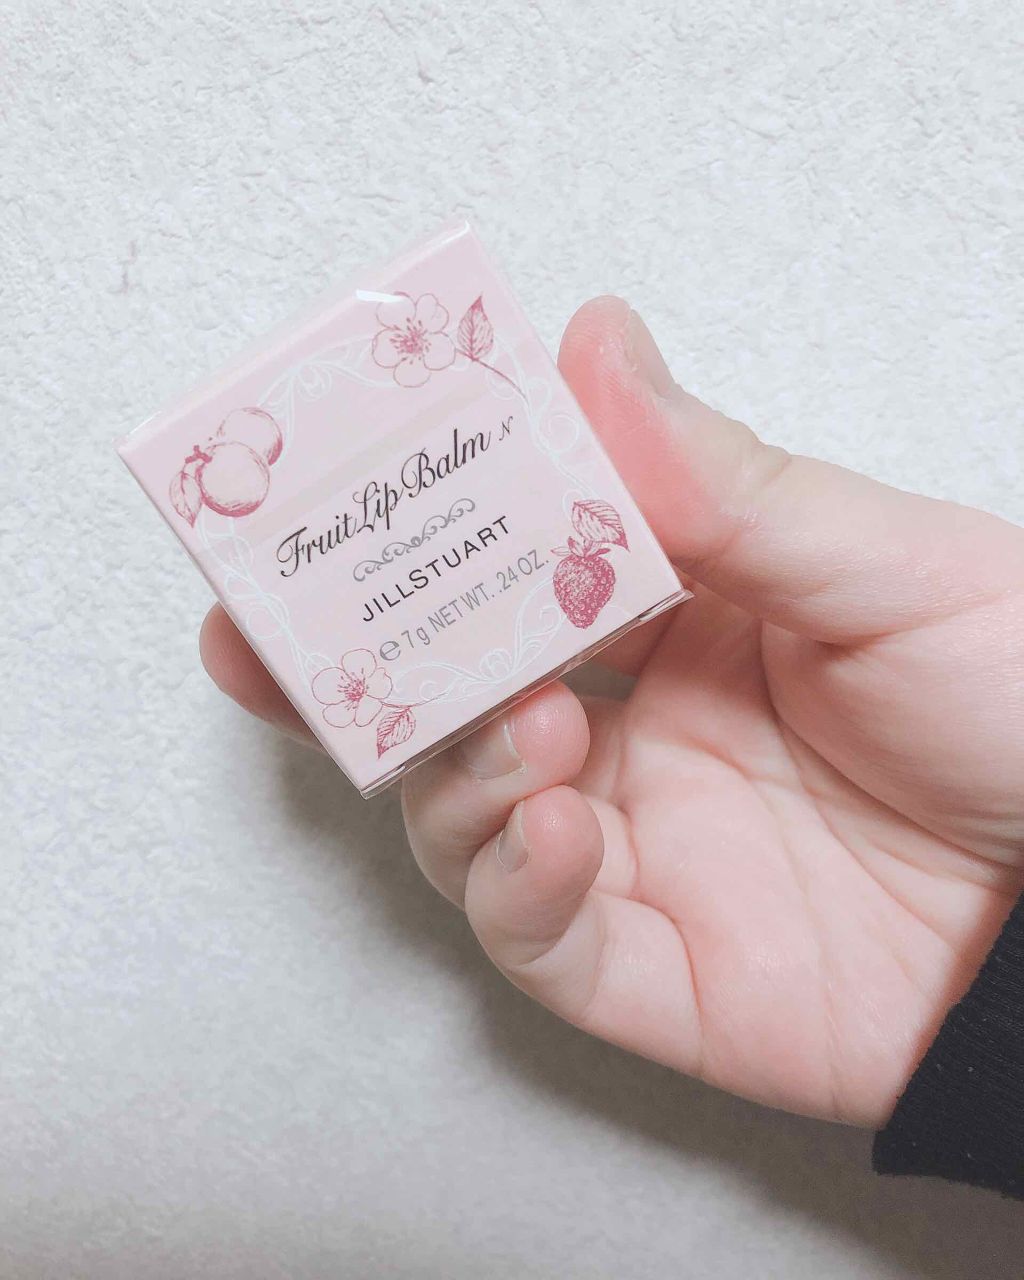 Fruit Lip Balm N
JILLSTUART
℮ 7g NET WT. .24 OZ.